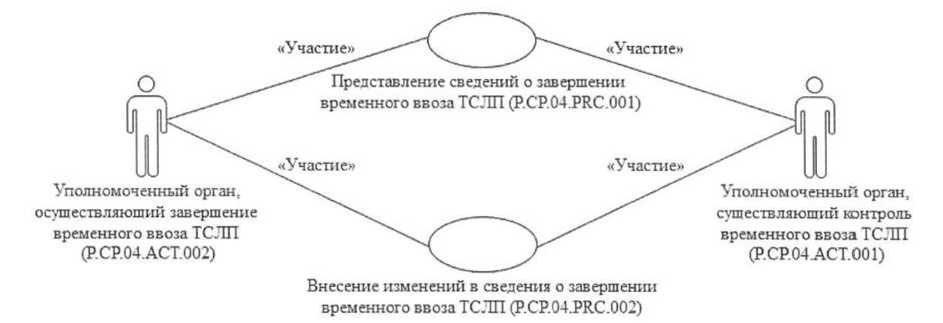 «Участие»
«Участие»
Представление сведений о завершении
временного ввоза ТСЛП (P.CP.04.PRC.001)
«Участие»
«Участие»
Уполномоченный орган,
осуществляющий завершение
временного ввоза ТСЛП
(P.CP.04.ACT.002)
Уполномоченный орган,
существляющий контроль
временного ввоза ТСЛП
(P.CP.04.ACT.001)
Внесение изменений в сведения о завершении
временного ввоза ТСЛП (P.CP.04.PRC.002)